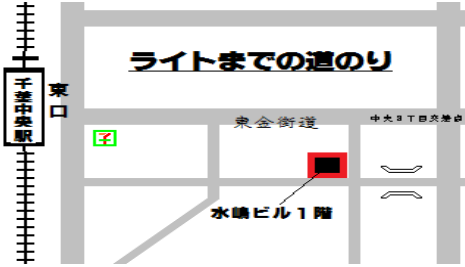 ライトまでの道のり
千葉中央駅
東口
東金街道
中央3丁目交差点
水嶋ビル1階